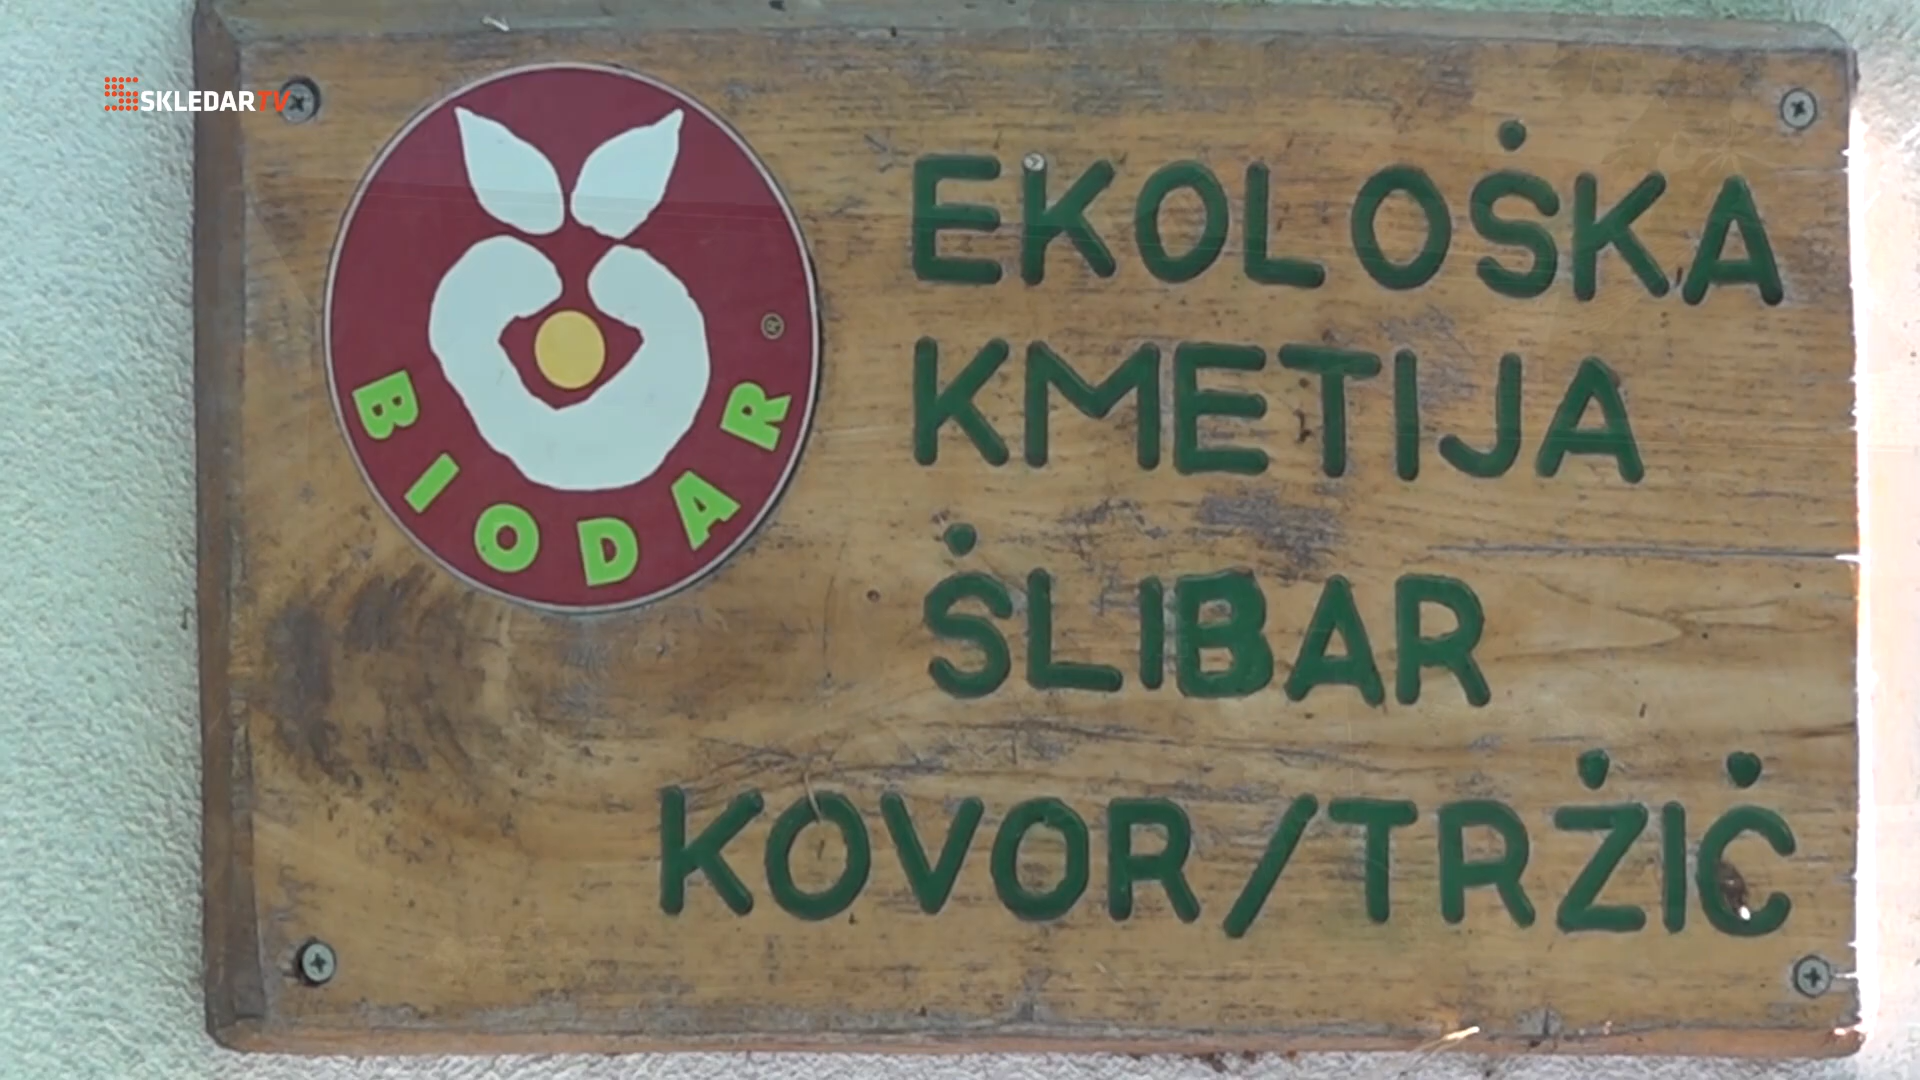 SKLEDARTV
BIODAR
®
EKOLOŠKA
KMETIJA
ŠLIBAR
KOVOR/TRŽIČ